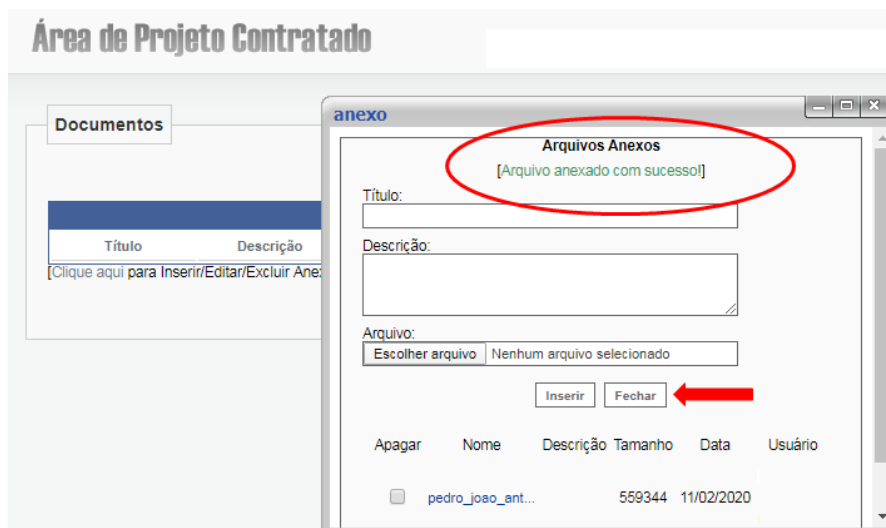 Área de Projeto Contratado
Documentos
Título Descrição
[Clique aqui para Inserir/Editar/Excluir Ane
anexo
Arquivos Anexos
[Arquivo anexado com sucesso!]
Título:
Descrição:
Arquivo:
Escolher arquivo Nenhum arquivo selecionado
Inserir Fechar
Apagar Nome Descrição Tamanho Data Usuário
pedro_joao_ant... 559344 11/02/2020